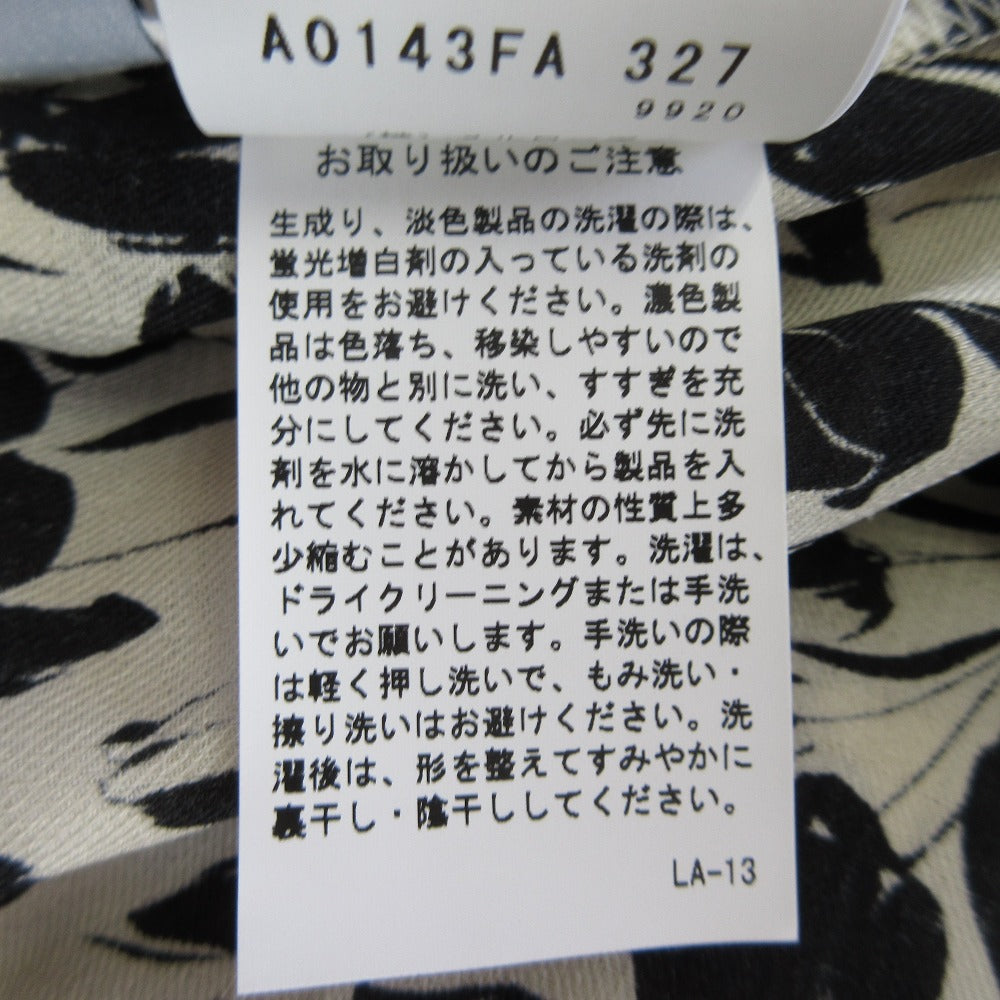 A0143FA 327
9920
お取り扱いのご注意
生成り、淡色製品の洗濯の際は、
蛍光増白剤の入っている洗剤の
使用をお避けください。濃色製
品は色落ち、移染しやすいので
他の物と別に洗い、すすぎを充
分にしてください。必ず先に洗
剤を水に溶かしてから製品を入
れてください。素材の性質上多
少縮むことがあります。洗濯は、
ドライクリーニングまたは手洗
いでお願いします。手洗いの際
は軽く押し洗いで、もみ洗い・
擦り洗いはお避けください。洗
濯後は、形を整えてすみやかに
裏干し・陰干ししてください。
LA-13